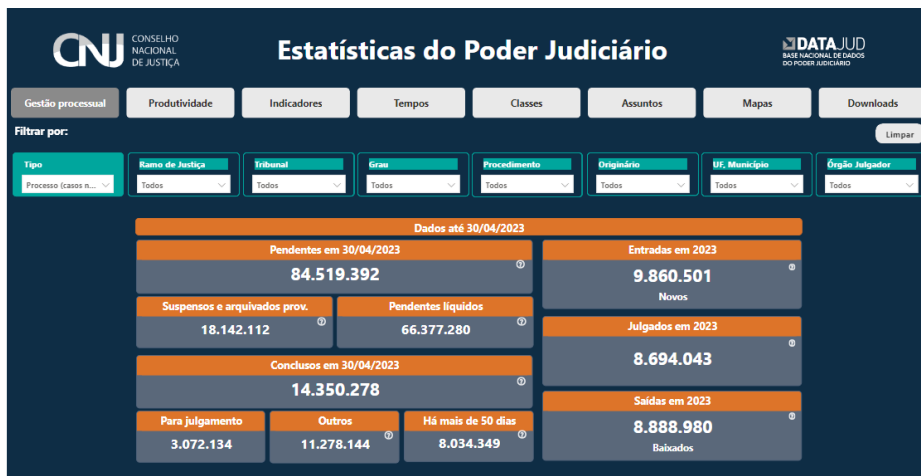 CNJ
CONSELHO
NACIONAL
DE JUSTIÇA
Estatísticas do Poder Judiciário
DATAJUD
BASE NACIONAL DE DADOS
DO PODER JUDICIÁRIO
Gestão processual Produtividade Indicadores Tempos Classes Assuntos Mapas Downloads
Filtrar por: Limpar
Tipo Ramo de Justiça Tribunal Grau Procedimento Originário UF, Município Órgão Julgador
Processo (casos n... Todos Todos Todos Todos Todos Todos Todos
Dados até 30/04/2023
Pendentes em 30/04/2023
84.519.392
Suspensos e arquivados prov. Pendentes líquidos
18.142.112 66.377.280
Conclusos em 30/04/2023
14.350.278
Para julgamento Outros Há mais de 50 dias
3.072.134 11.278.144 8.034.349
Entradas em 2023
9.860.501
Novos
Julgados em 2023
8.694.043
Saídas em 2023
8.888.980
Baixados